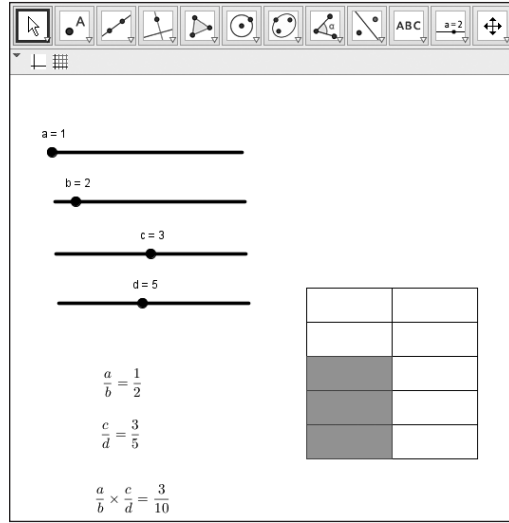 A
α
ABC
a=2
a = 1
b = 2
c = 3
d = 5
a/b = 1/2
c/d = 3/5
a/b × c/d = 3/10